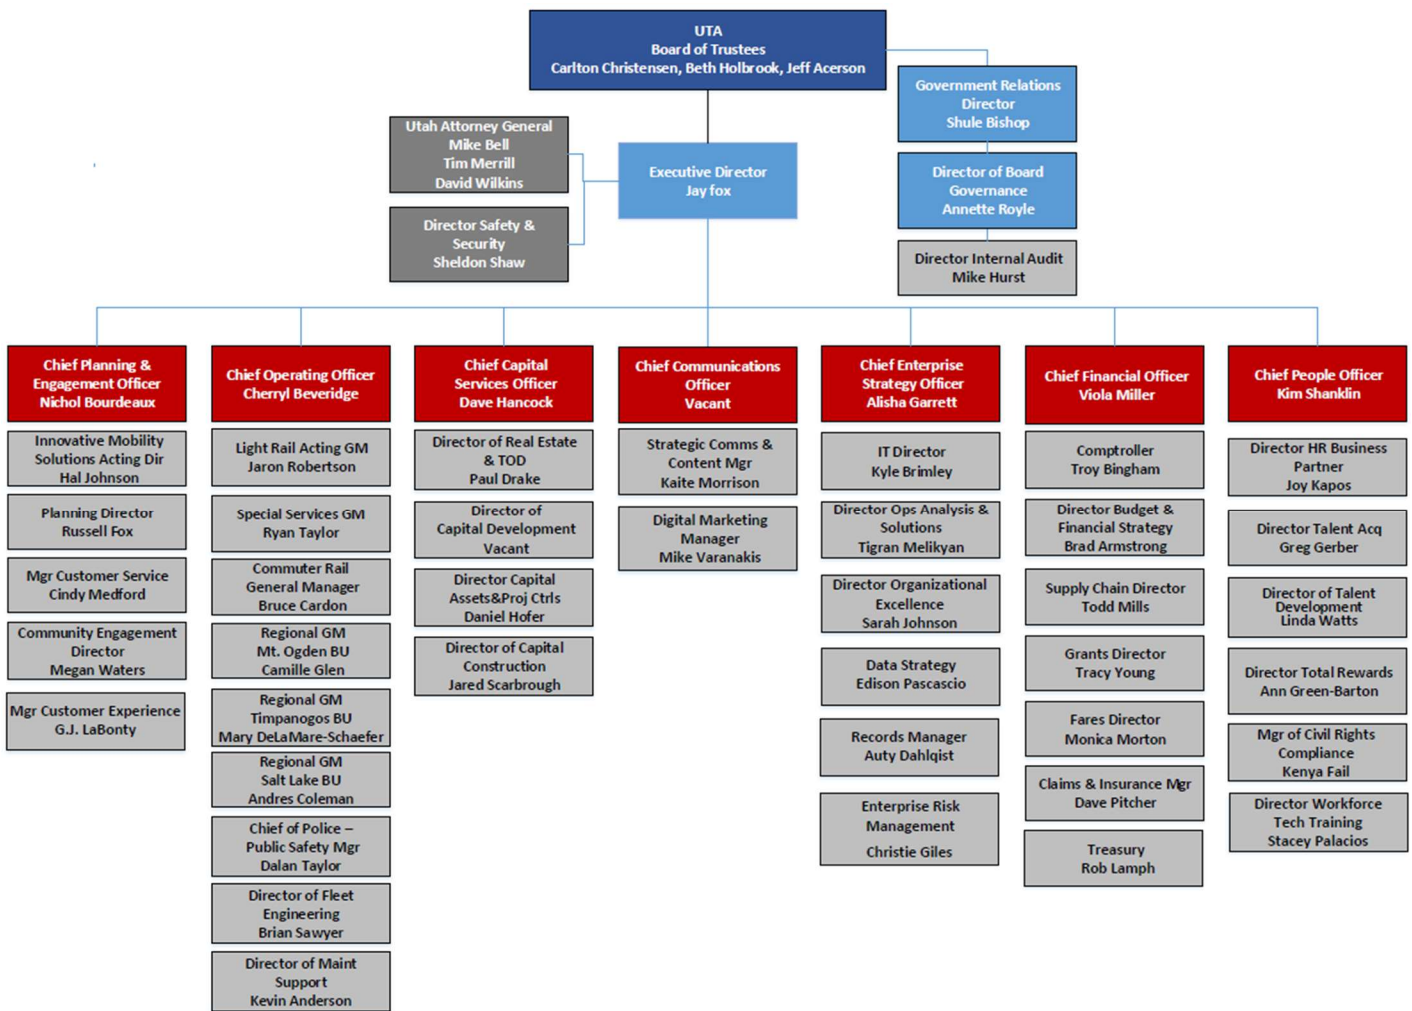 UTA
Board of Trustees
Carlton Christensen, Beth Holbrook, Jeff Acerson
Government Relations
Director
Shule Bishop
Utah Attorney General
Mike Bell
Tim Merrill
David Wilkins
Executive Director
Jay fox
Director of Board
Governance
Annette Royle
Director Safety &
Security
Sheldon Shaw
Director Internal Audit
Mike Hurst
Chief Planning &
Engagement Officer
Nichol Bourdeaux
Innovative Mobility
Solutions Acting Dir
Hal Johnson
Planning Director
Russell Fox
Mgr Customer Service
Cindy Medford
Community Engagement
Director
Megan Waters
Mgr Customer Experience
G.J. LaBonty
Chief Operating Officer
Cherryl Beveridge
Light Rail Acting GM
Jaron Robertson
Special Services GM
Ryan Taylor
Commuter Rail
General Manager
Bruce Cardon
Regional GM
Mt. Ogden BU
Camille Glen
Regional GM
Timpanogos BU
Mary DeLaMare-Schaefer
Regional GM
Salt Lake BU
Andres Coleman
Chief of Police –
Public Safety Mgr
Dalan Taylor
Director of Fleet
Engineering
Brian Sawyer
Director of Maint
Support
Kevin Anderson
Chief Capital
Services Officer
Dave Hancock
Director of Real Estate
& TOD
Paul Drake
Director of
Capital Development
Vacant
Director Capital
Assets&Proj Ctrls
Daniel Hofer
Director of Capital
Construction
Jared Scarbrough
Chief Communications
Officer
Vacant
Strategic Comms &
Content Mgr
Kaite Morrison
Digital Marketing
Manager
Mike Varanakis
Chief Enterprise
Strategy Officer
Alisha Garrett
IT Director
Kyle Brimley
Director Ops Analysis &
Solutions
Tigran Melikyan
Director Organizational
Excellence
Sarah Johnson
Data Strategy
Edison Pascascio
Records Manager
Auty Dahlqist
Enterprise Risk
Management
Christie Giles
Chief Financial Officer
Viola Miller
Comptroller
Troy Bingham
Director Budget &
Financial Strategy
Brad Armstrong
Supply Chain Director
Todd Mills
Grants Director
Tracy Young
Fares Director
Monica Morton
Claims & Insurance Mgr
Dave Pitcher
Treasury
Rob Lamph
Chief People Officer
Kim Shanklin
Director HR Business
Partner
Joy Kapos
Director Talent Acq
Greg Gerber
Director of Talent
Development
Linda Watts
Director Total Rewards
Ann Green-Barton
Mgr of Civil Rights
Compliance
Kenya Fail
Director Workforce
Tech Training
Stacey Palacios